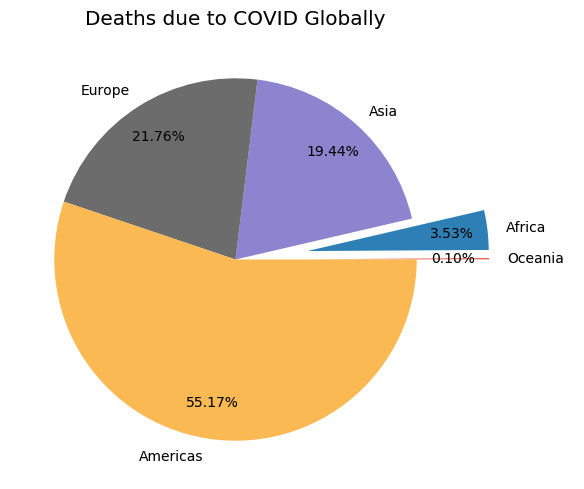 Deaths due to COVID Globally
Europe
Asia
21.76%
19.44%
Africa
3.53%
Oceania
0.10%
55.17%
Americas